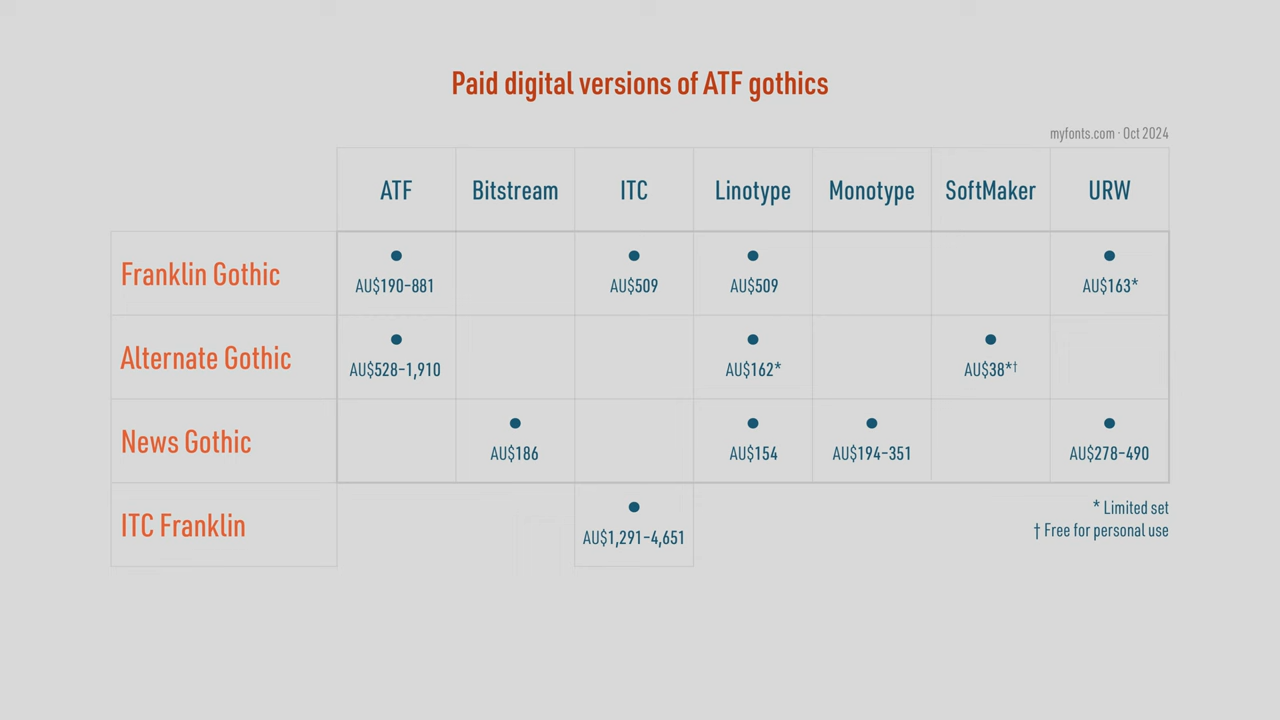 Paid digital versions of ATF gothics
myfonts.com · Oct 2024
ATF Bitstream ITC Linotype Monotype SoftMaker URW
Franklin Gothic AU$190–881 AU$509 AU$509 AU$163*
Alternate Gothic AU$528–1,910 AU$162* AU$38*†
News Gothic AU$186 AU$154 AU$194–351 AU$278–490
ITC Franklin AU$1,291–4,651
* Limited set
† Free for personal use